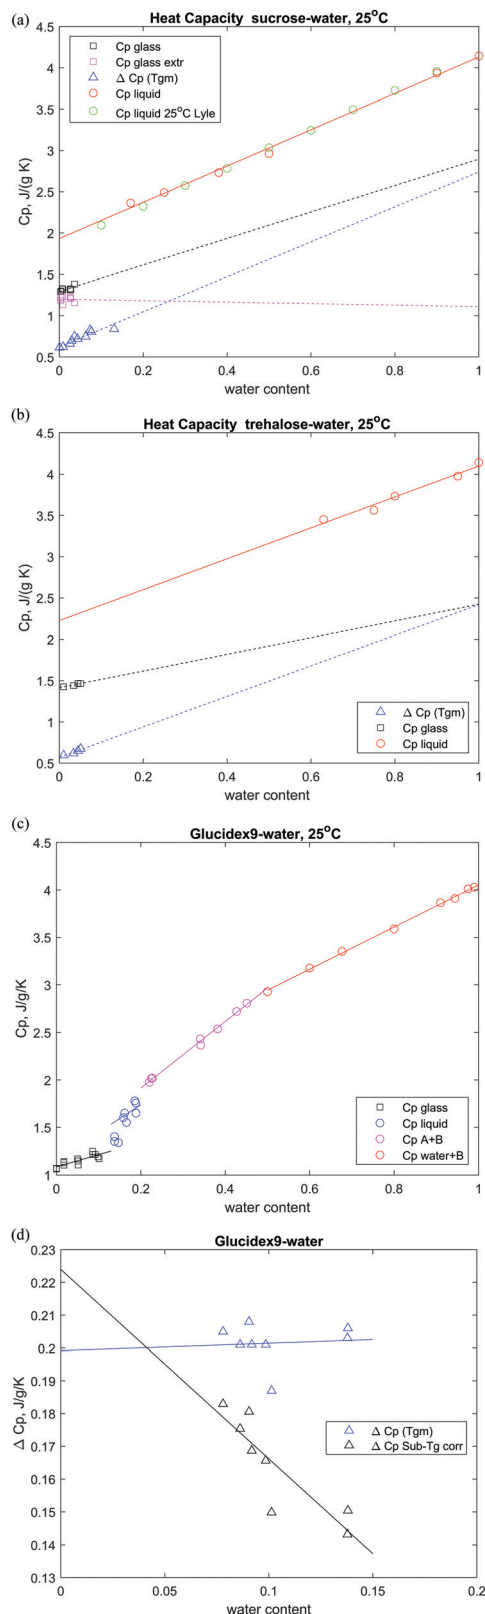 (a)
Heat Capacity sucrose-water, 25°C
Cp glass
Cp glass extr
Δ Cp (Tgm)
Cp liquid
Cp liquid 25°C Lyle
4.5
4
3.5
3
2.5
2
1.5
1
0.5
Cp, J/(g K)
0
0.2
0.4
0.6
0.8
1
water content
(b)
Heat Capacity trehalose-water, 25°C
4.5
4
3.5
3
2.5
2
1.5
1
0.5
Cp, J/(g K)
Δ Cp (Tgm)
Cp glass
Cp liquid
0
0.2
0.4
0.6
0.8
1
water content
(c)
Glucidex9-water, 25°C
4.5
4
3.5
3
2.5
2
1.5
1
Cp, J/g/K
Cp glass
Cp liquid
Cp A+B
Cp water+B
0
0.2
0.4
0.6
0.8
1
water content
(d)
Glucidex9-water
0.23
0.22
0.21
0.2
0.19
0.18
0.17
0.16
0.15
0.14
0.13
Δ Cp, J/g/K
Δ Cp (Tgm)
Δ Cp Sub-Tg corr
0
0.05
0.1
0.15
0.2
water content